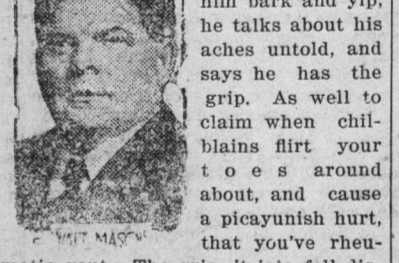 him bark and yip,
he talks about his
aches untold, and
says he has the
grip. As well to
claim when chil-
blains flirt your
toes around
about, and cause
a picayunish hurt,
that you've rheu-
WALT MASON